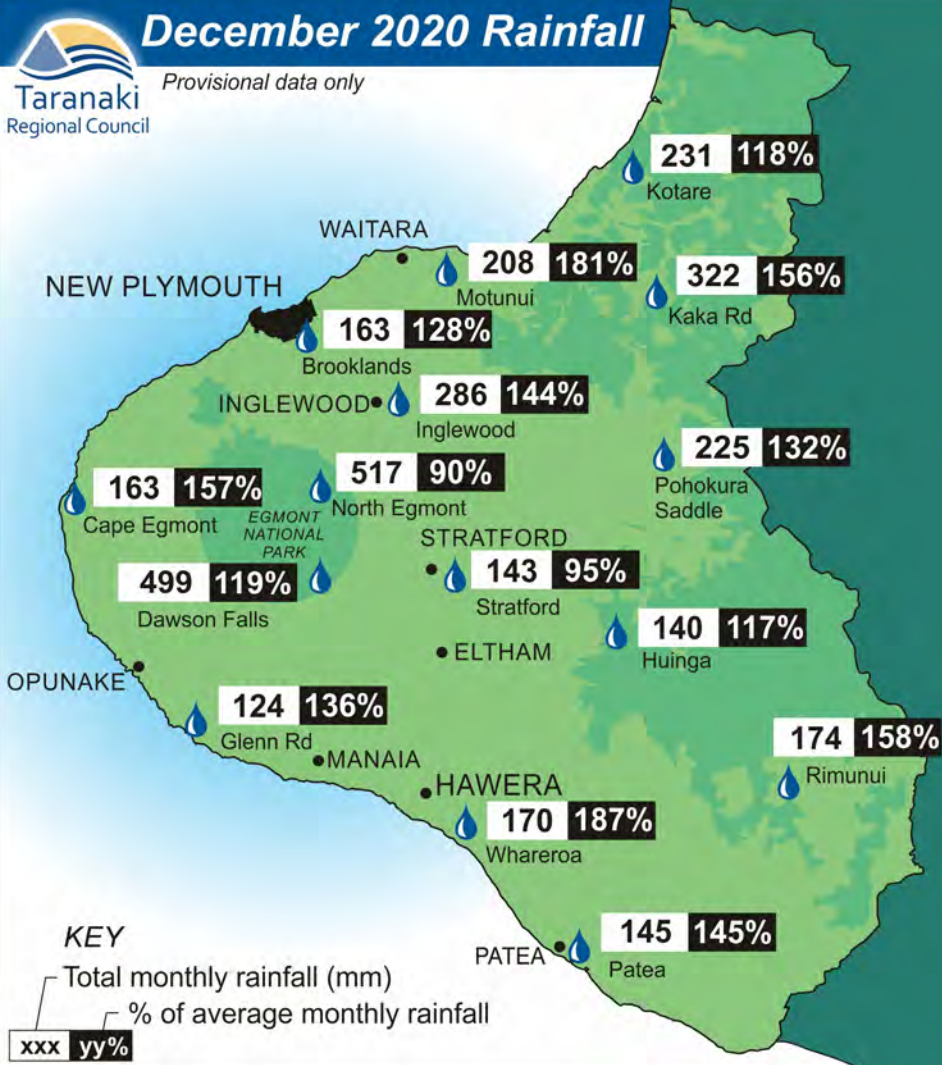 December 2020 Rainfall
Taranaki
Regional Council
Provisional data only
231 118%
Kotare
WAITARA
208 181%
Motunui
322 156%
Kaka Rd
NEW PLYMOUTH
163 128%
Brooklands
INGLEWOOD
286 144%
Inglewood
225 132%
Pohokura
Saddle
517 90%
North Egmont
163 157%
Cape Egmont
EGMONT
NATIONAL
PARK
STRATFORD
499 119%
Dawson Falls
143 95%
Stratford
140 117%
Huinga
ELTHAM
OPUNAKE
124 136%
Glenn Rd
174 158%
Rimunui
MANAIA
HAWERA
170 187%
Whareroa
145 145%
Patea
PATEA
KEY
Total monthly rainfall (mm)
% of average monthly rainfall
xxx yy%